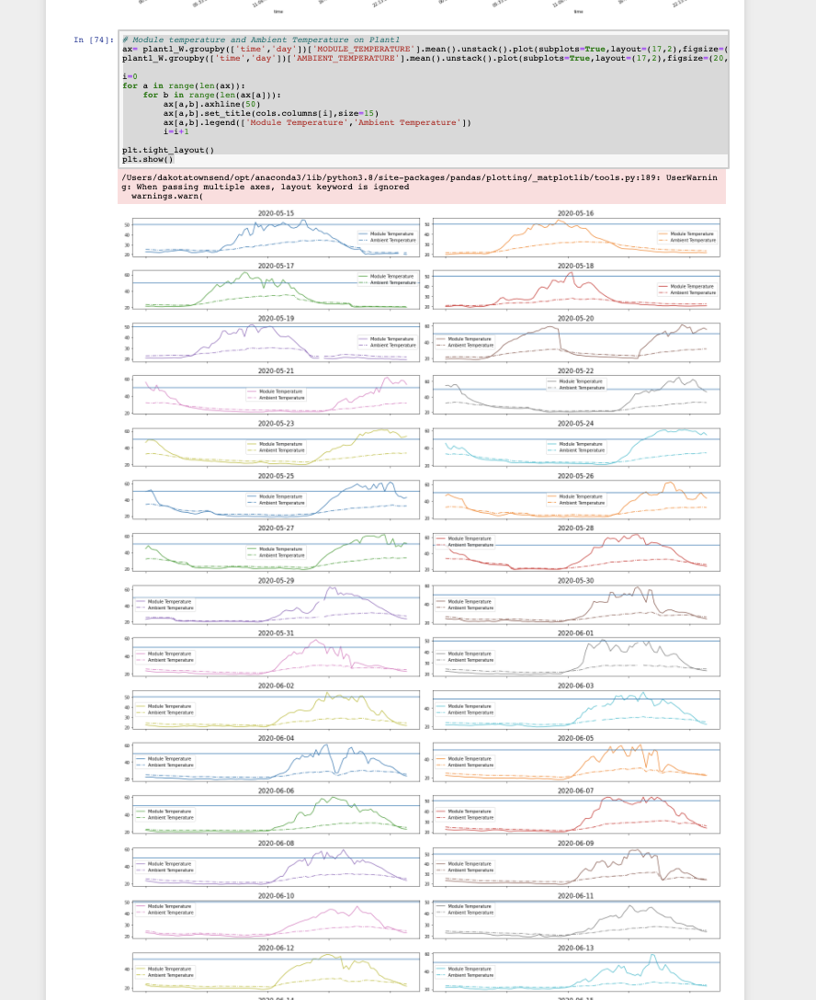 time
time
In [74]:
# Module temperature and Ambient Temperature on Plant1
ax= plant1_W.groupby(['time','day'])['MODULE_TEMPERATURE'].mean().unstack().plot(subplots=True,layout=(17,2),figsize=(
plant1_W.groupby(['time','day'])['AMBIENT_TEMPERATURE'].mean().unstack().plot(subplots=True,layout=(17,2),figsize=(20,
i=0
for a in range(len(ax)):
    for b in range(len(ax[a])):
        ax[a,b].axhline(50)
        ax[a,b].set_title(cols.columns[i],size=15)
        ax[a,b].legend(['Module Temperature','Ambient Temperature'])
        i=i+1
plt.tight_layout()
plt.show()
/Users/dakotatownsend/opt/anaconda3/lib/python3.8/site-packages/pandas/plotting/_matplotlib/tools.py:189: UserWarnin
g: When passing multiple axes, layout keyword is ignored
  warnings.warn(
2020-05-15 2020-05-16
Module Temperature Module Temperature
Ambient Temperature Ambient Temperature
2020-05-17 2020-05-18
Module Temperature Module Temperature
Ambient Temperature Ambient Temperature
2020-05-19 2020-05-20
Module Temperature Module Temperature
Ambient Temperature Ambient Temperature
2020-05-21 2020-05-22
Module Temperature Module Temperature
Ambient Temperature Ambient Temperature
2020-05-23 2020-05-24
Module Temperature Module Temperature
Ambient Temperature Ambient Temperature
2020-05-25 2020-05-26
Module Temperature Module Temperature
Ambient Temperature Ambient Temperature
2020-05-27 2020-05-28
Module Temperature Module Temperature
Ambient Temperature Ambient Temperature
2020-05-29 2020-05-30
Module Temperature Module Temperature
Ambient Temperature Ambient Temperature
2020-05-31 2020-06-01
Module Temperature Module Temperature
Ambient Temperature Ambient Temperature
2020-06-02 2020-06-03
Module Temperature Module Temperature
Ambient Temperature Ambient Temperature
2020-06-04 2020-06-05
Module Temperature Module Temperature
Ambient Temperature Ambient Temperature
2020-06-06 2020-06-07
Module Temperature Module Temperature
Ambient Temperature Ambient Temperature
2020-06-08 2020-06-09
Module Temperature Module Temperature
Ambient Temperature Ambient Temperature
2020-06-10 2020-06-11
Module Temperature Module Temperature
Ambient Temperature Ambient Temperature
2020-06-12 2020-06-13
Module Temperature Module Temperature
Ambient Temperature Ambient Temperature